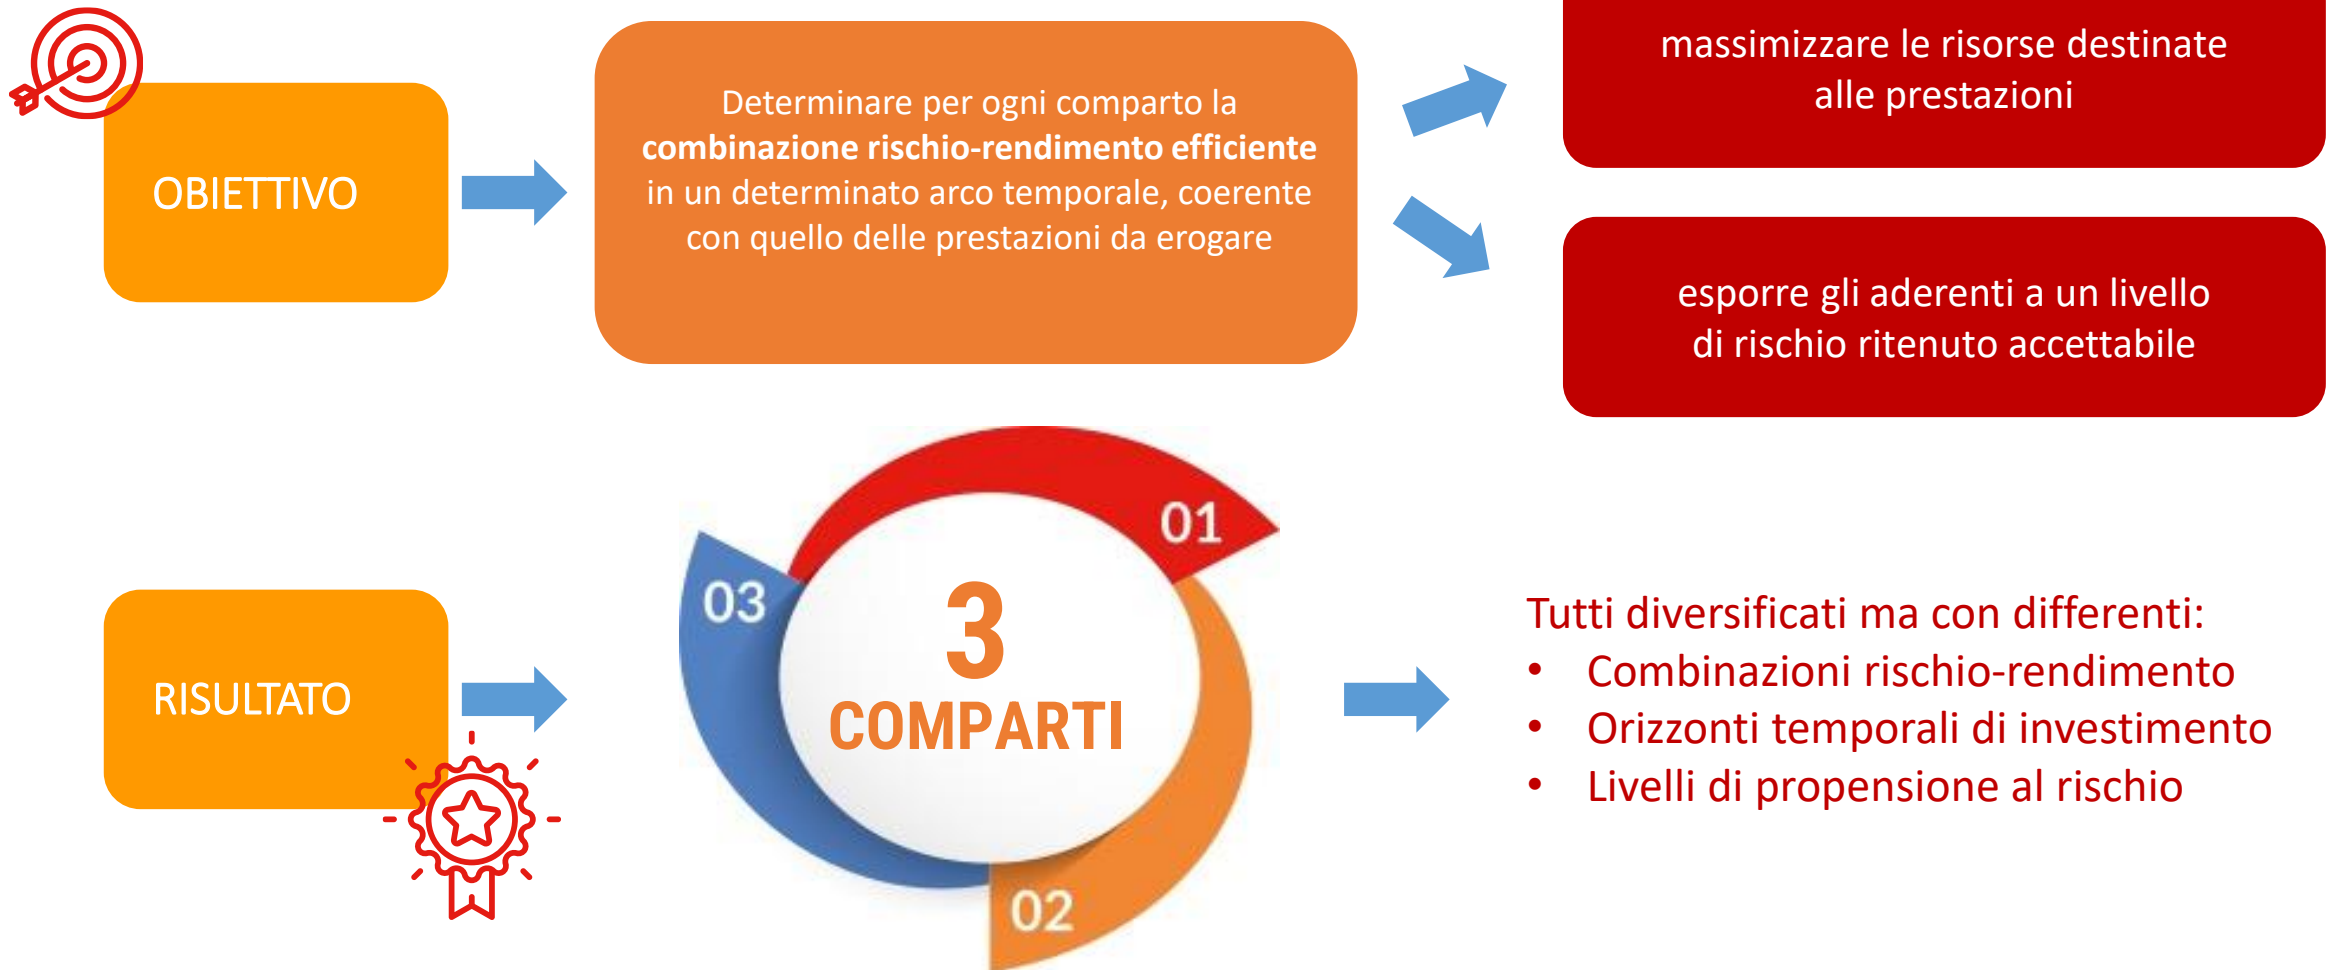 OBIETTIVO
Determinare per ogni comparto la
combinazione rischio-rendimento efficiente
in un determinato arco temporale, coerente
con quello delle prestazioni da erogare
massimizzare le risorse destinate
alle prestazioni
esporre gli aderenti a un livello
di rischio ritenuto accettabile
RISULTATO
01
02
03
3
COMPARTI
Tutti diversificati ma con differenti:
• Combinazioni rischio-rendimento
• Orizzonti temporali di investimento
• Livelli di propensione al rischio